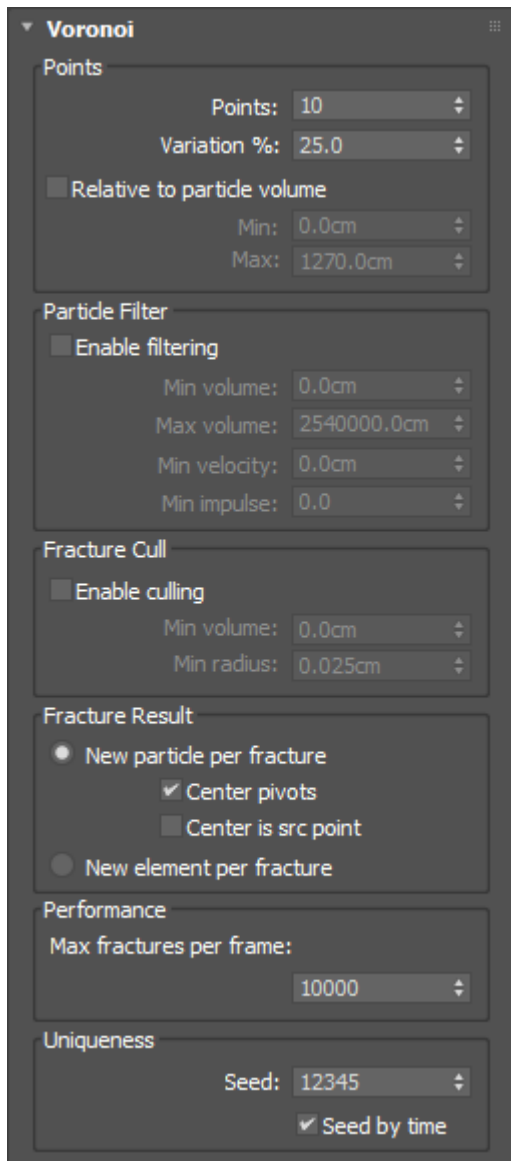 Voronoi
Points
Points: 10
Variation %: 25.0
Relative to particle volume
Min: 0.0cm
Max: 1270.0cm
Particle Filter
Enable filtering
Min volume: 0.0cm
Max volume: 2540000.0cm
Min velocity: 0.0cm
Min impulse: 0.0
Fracture Cull
Enable culling
Min volume: 0.0cm
Min radius: 0.025cm
Fracture Result
New particle per fracture
Center pivots
Center is src point
New element per fracture
Performance
Max fractures per frame:
10000
Uniqueness
Seed: 12345
Seed by time